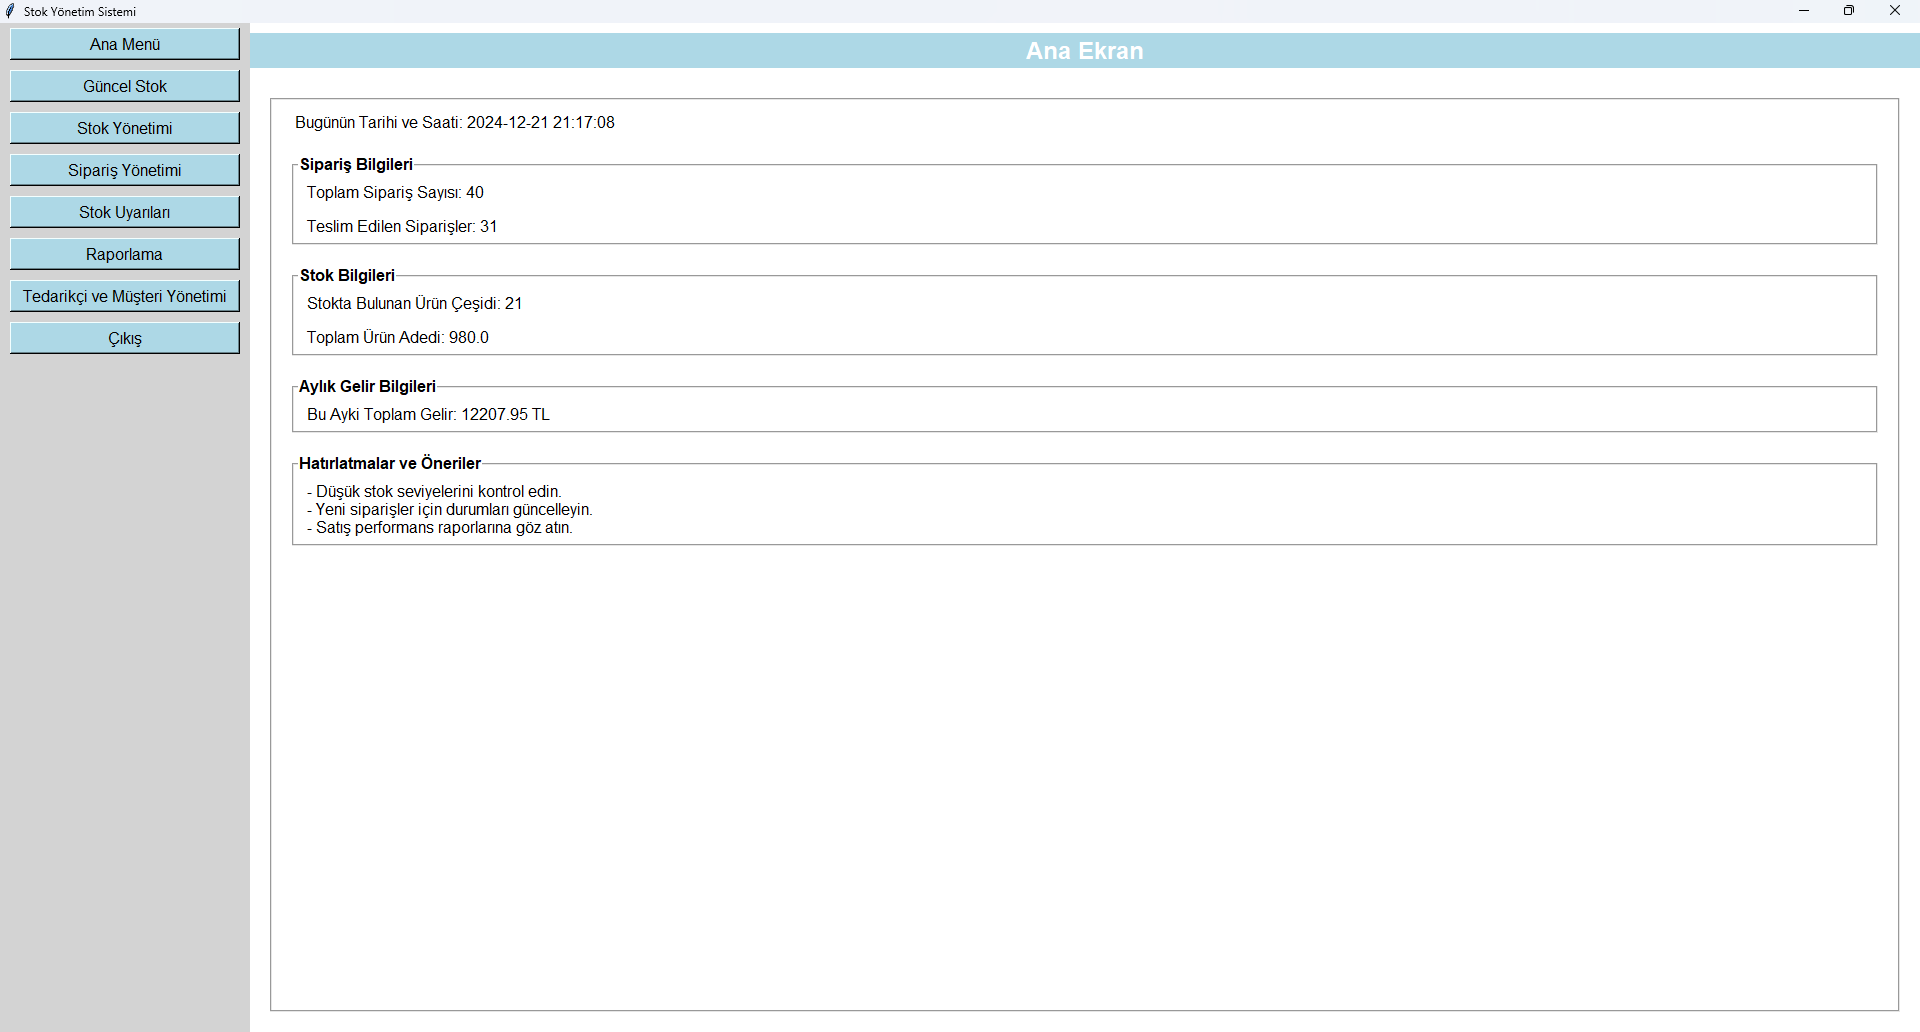 Stok Yönetim Sistemi
Ana Menü
Güncel Stok
Stok Yönetimi
Sipariş Yönetimi
Stok Uyarıları
Raporlama
Tedarikçi ve Müşteri Yönetimi
Çıkış
Ana Ekran
Bugünün Tarihi ve Saati: 2024-12-21 21:17:08
Sipariş Bilgileri
Toplam Sipariş Sayısı: 40
Teslim Edilen Siparişler: 31
Stok Bilgileri
Stokta Bulunan Ürün Çeşidi: 21
Toplam Ürün Adedi: 980.0
Aylık Gelir Bilgileri
Bu Ayki Toplam Gelir: 12207.95 TL
Hatırlatmalar ve Öneriler
- Düşük stok seviyelerini kontrol edin.
- Yeni siparişler için durumları güncelleyin.
- Satış performans raporlarına göz atın.